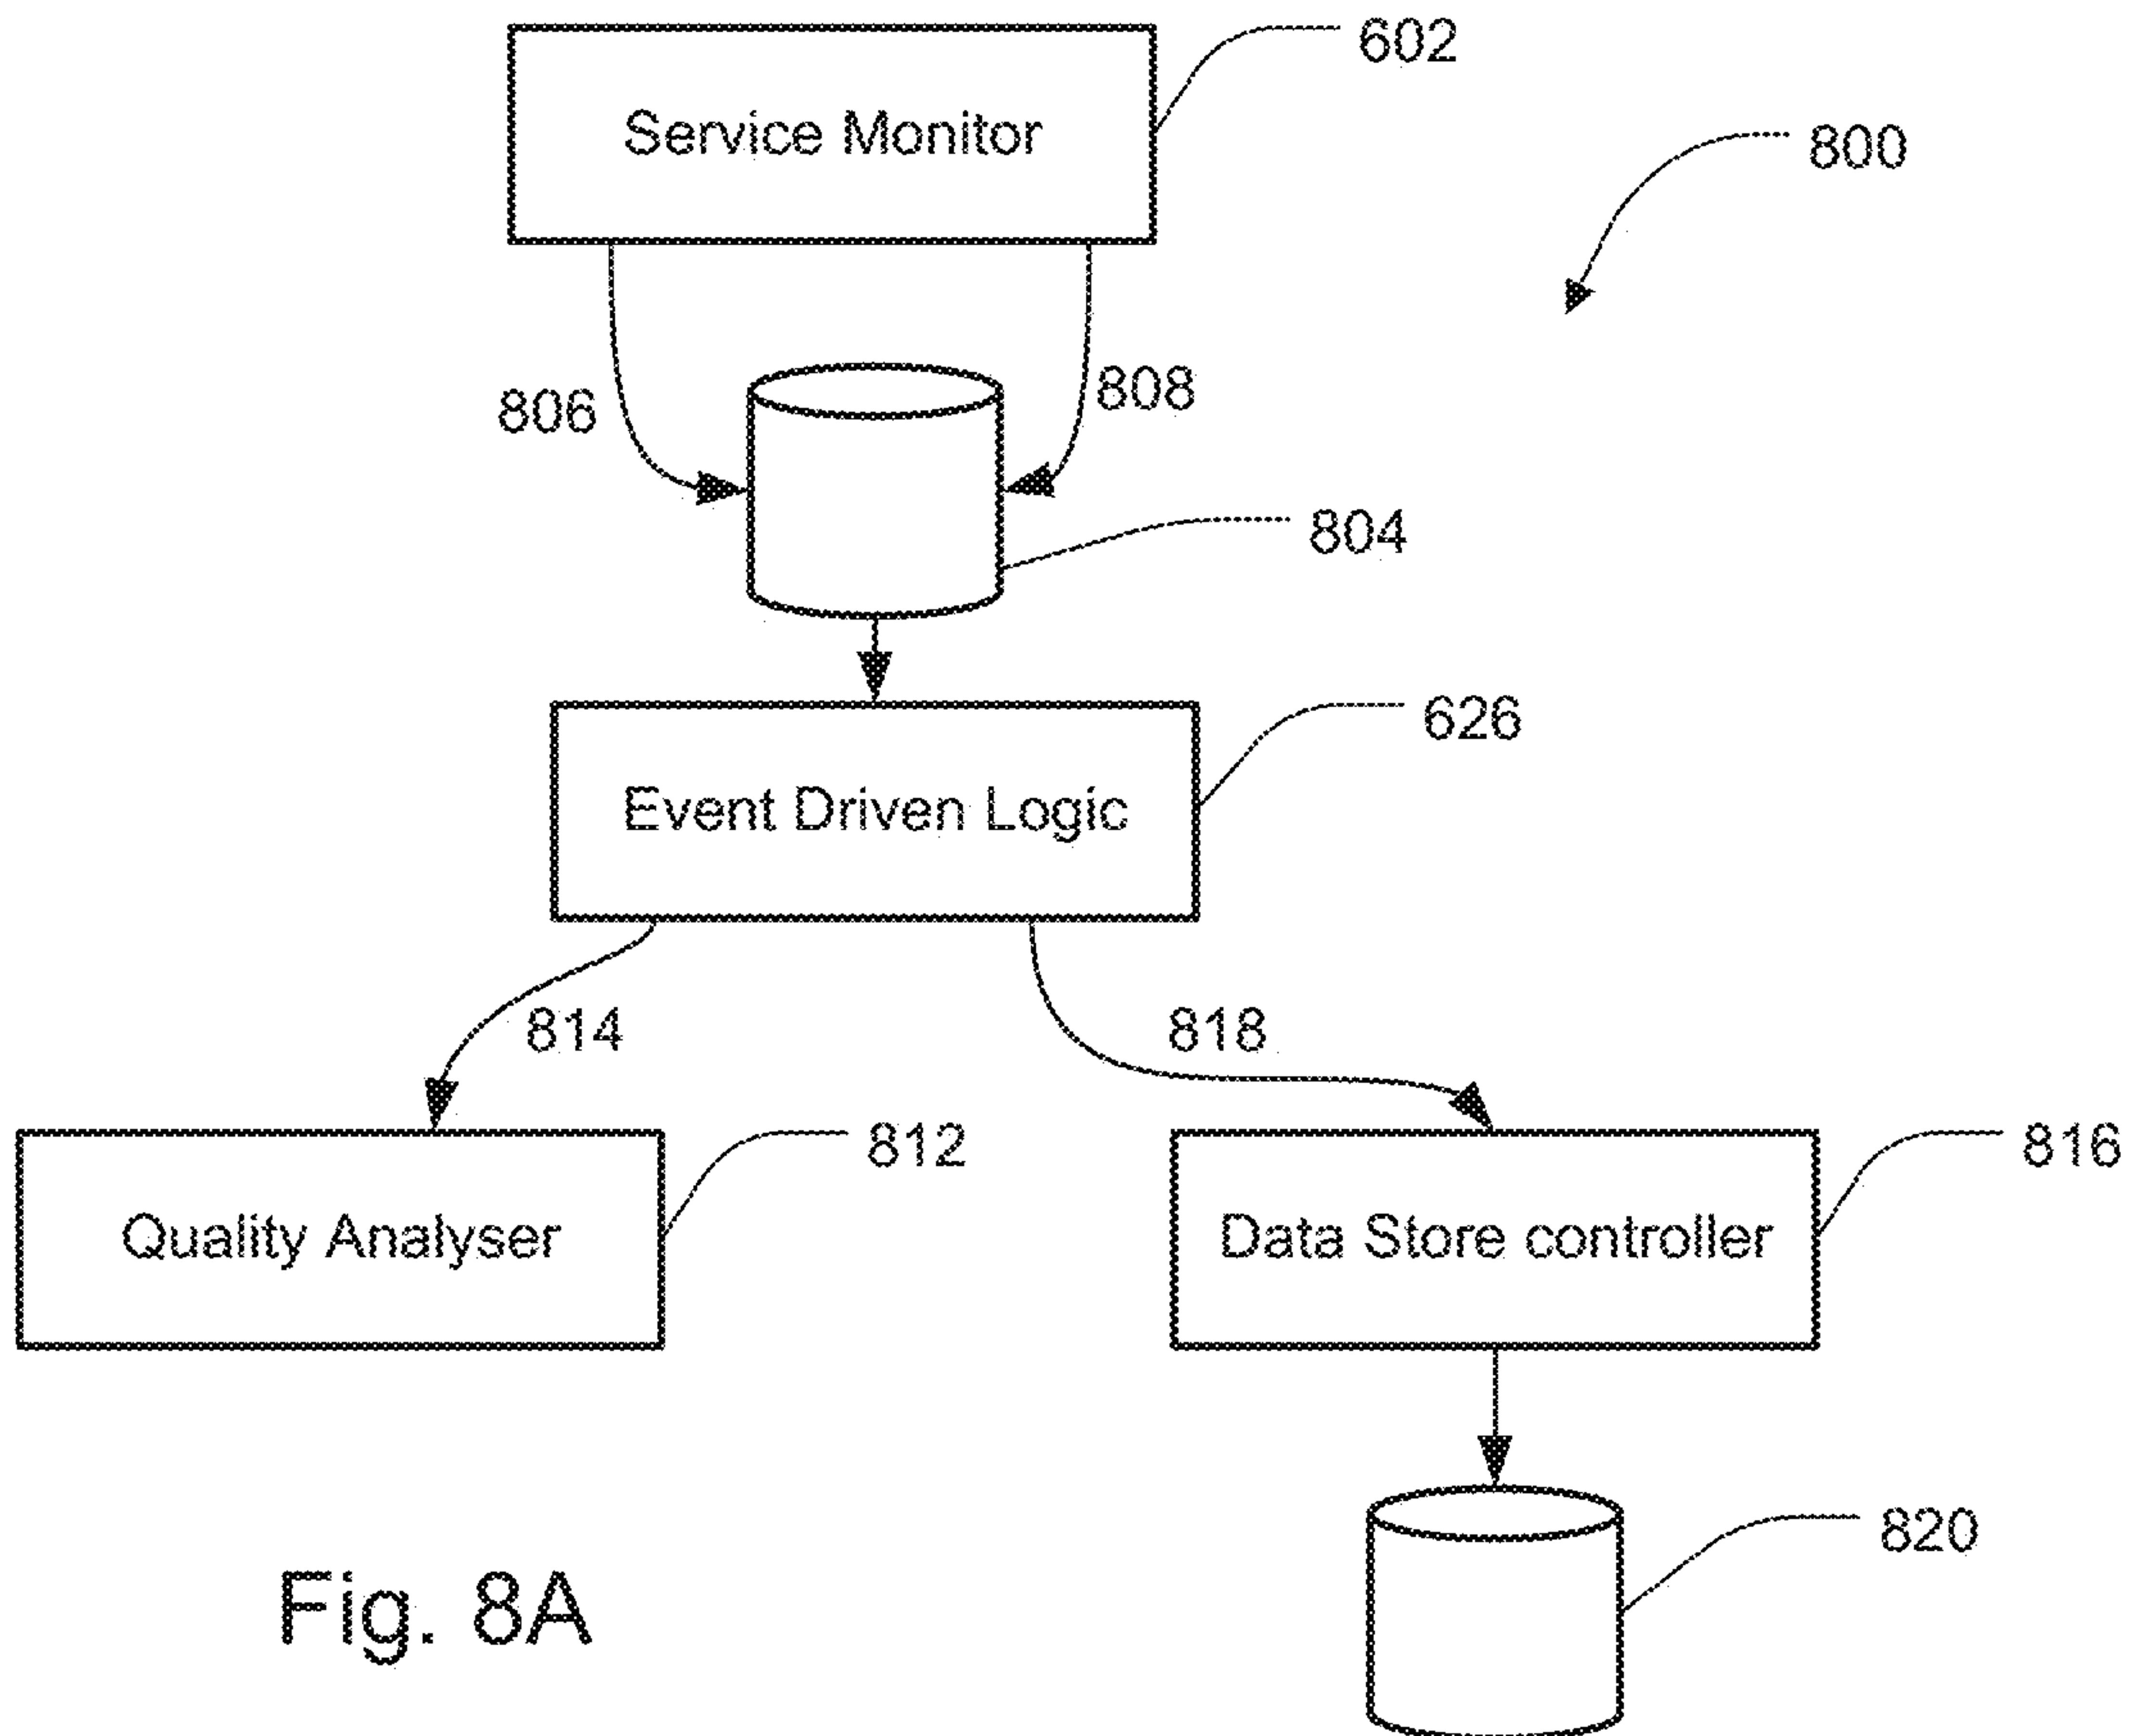 602
Service Monitor
800
806
808
804
626
Event Driven Logic
814
818
812
816
Quality Analyser
Data Store controller
820
Fig. 8A